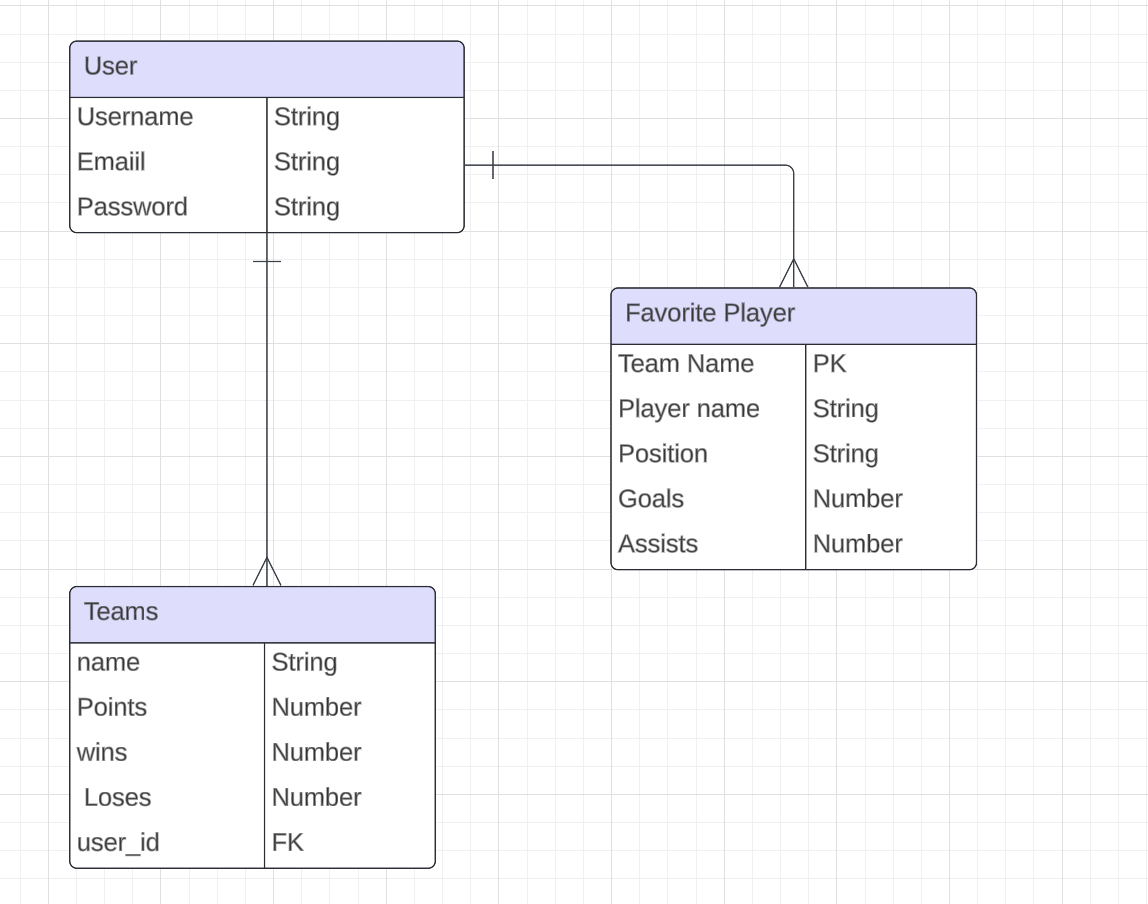 User
Username String
Emaiil String
Password String
Favorite Player
Team Name PK
Player name String
Position String
Goals Number
Assists Number
Teams
name String
Points Number
wins Number
Loses Number
user_id FK